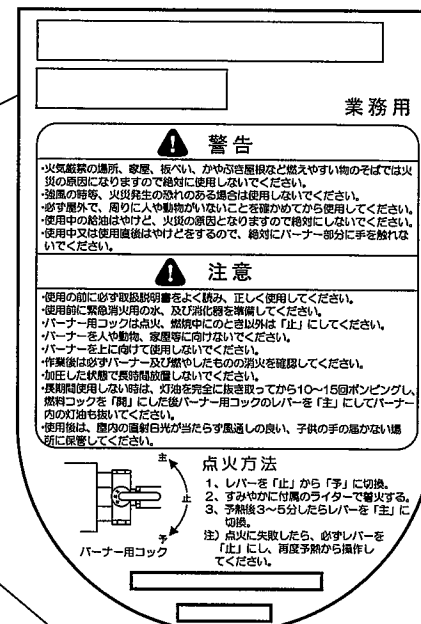 業務用
警告
・火気厳禁の場所、家屋、板べい、かやぶき屋根など燃えやすい物のそばでは火
災の原因になりますので絶対に使用しないでください。
・強風の時等、火災発生の恐れのある場合は使用しないでください。
・必ず屋外で、周りに人や動物がいないことを確かめてから使用してください。
・使用中の給油はやけど、火災の原因となりますので絶対にしないでください。
・使用中又は使用直後はやけどをするので、絶対にバーナー部分に手を触れな
いでください。
注意
・使用の前に必ず取扱説明書をよく読み、正しく使用してください。
・使用前に緊急消火用の水、及び消化器を準備してください。
・バーナー用コックは点火、燃焼中にのとき以外は「止」にしてください。
・バーナーを人や動物、家屋等に向けないでください。
・バーナーを上に向けて使用しないでください。
・作業後は必ずバーナー及び燃やしたものの消火を確認してください。
・加圧した状態で長時間放置しないでください。
・長期間使用しない時は、灯油を完全に抜き取ってから10〜15回ポンピングし、
燃料コックを「開」にした後バーナー用コックのレバーを「主」にしてバーナー
内の灯油も抜いてください。
・使用後は、屋内の直射日光が当たらず風通しの良い、子供の手の届かない場
所に保管してください。
主
止
予
バーナー用コック
点火方法
1、レバーを「止」から「予」に切換。
2、すみやかに付属のライターで着火する。
3、予熱後3〜5分したらレバーを「主」に
切換。
注）点火に失敗したら、必ずレバーを
「止」にし、再度予熱から操作し
てください。